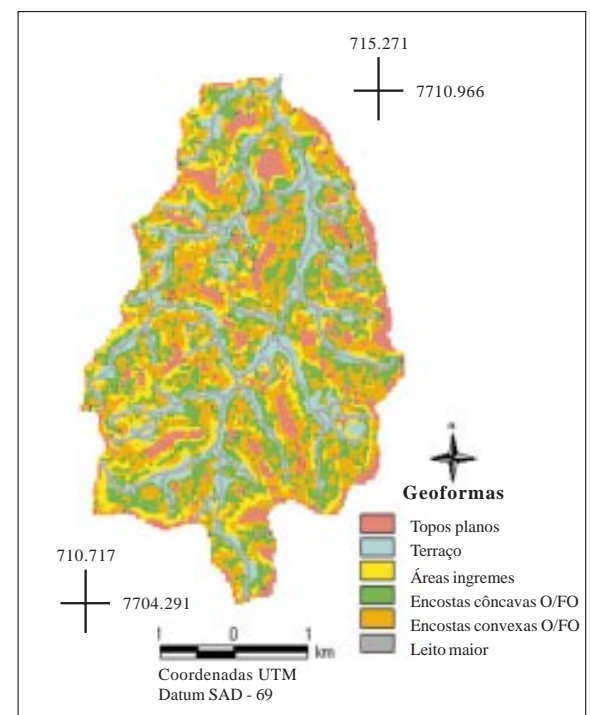 715.271
7710.966
Geoformas
Topos planos
Terraço
Áreas ingremes
Encostas côncavas O/FO
Encostas convexas O/FO
Leito maior
710.717
7704.291
1 0 1
km
Coordenadas UTM
Datum SAD - 69